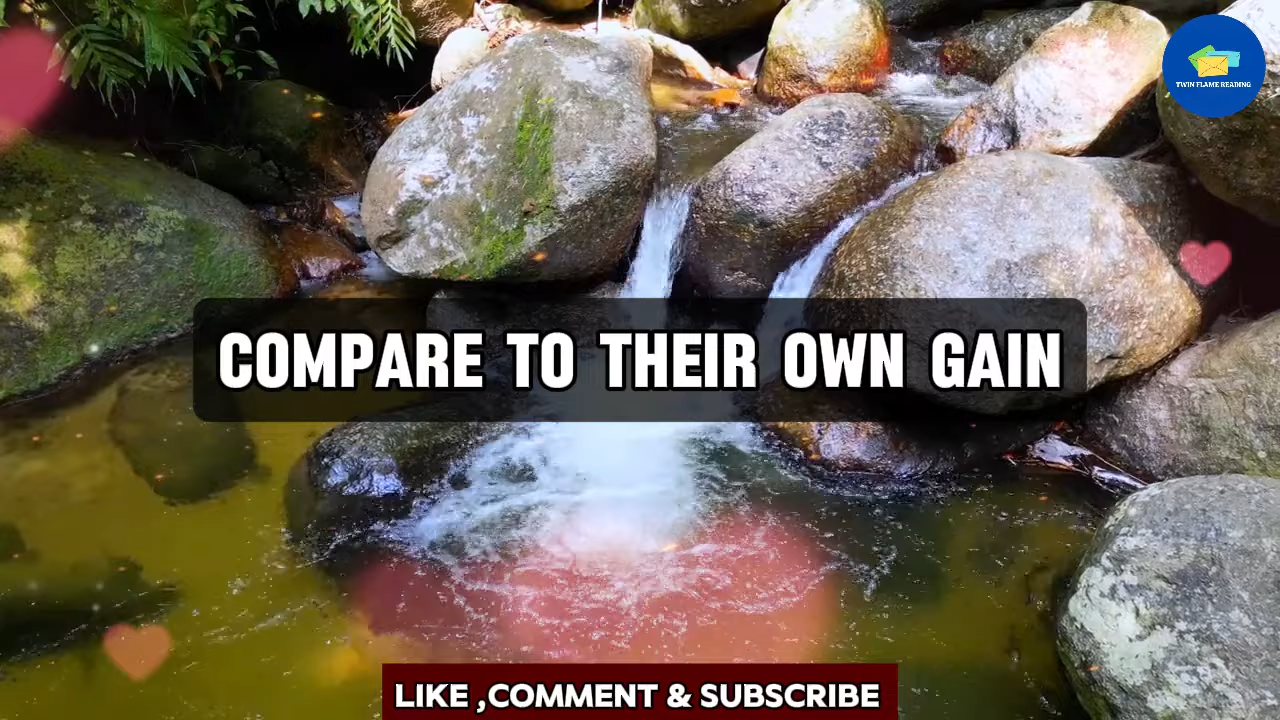 TWIN FLAME READING
COMPARE TO THEIR OWN GAIN
LIKE ,COMMENT & SUBSCRIBE